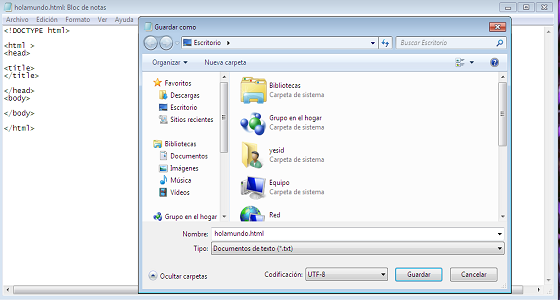 holamundo.html: Bloc de notas
Archivo Edición Formato Ver Ayuda
<!DOCTYPE html>
<html >
<head>
<title>
</title>
</head>
<body>
</body>
</html>
Guardar como
Escritorio
Buscar Escritorio
Organizar
Nueva carpeta
Favoritos
Descargas
Escritorio
Sitios recientes
Bibliotecas
Documentos
Imágenes
Música
Vídeos
Grupo en el hogar
Bibliotecas
Carpeta de sistema
Grupo en el hogar
Carpeta de sistema
yesid
Carpeta de sistema
Equipo
Carpeta de sistema
Red
Nombre: holamundo.html
Tipo: Documentos de texto (*.txt)
Ocultar carpetas
Codificación: UTF-8
Guardar
Cancelar